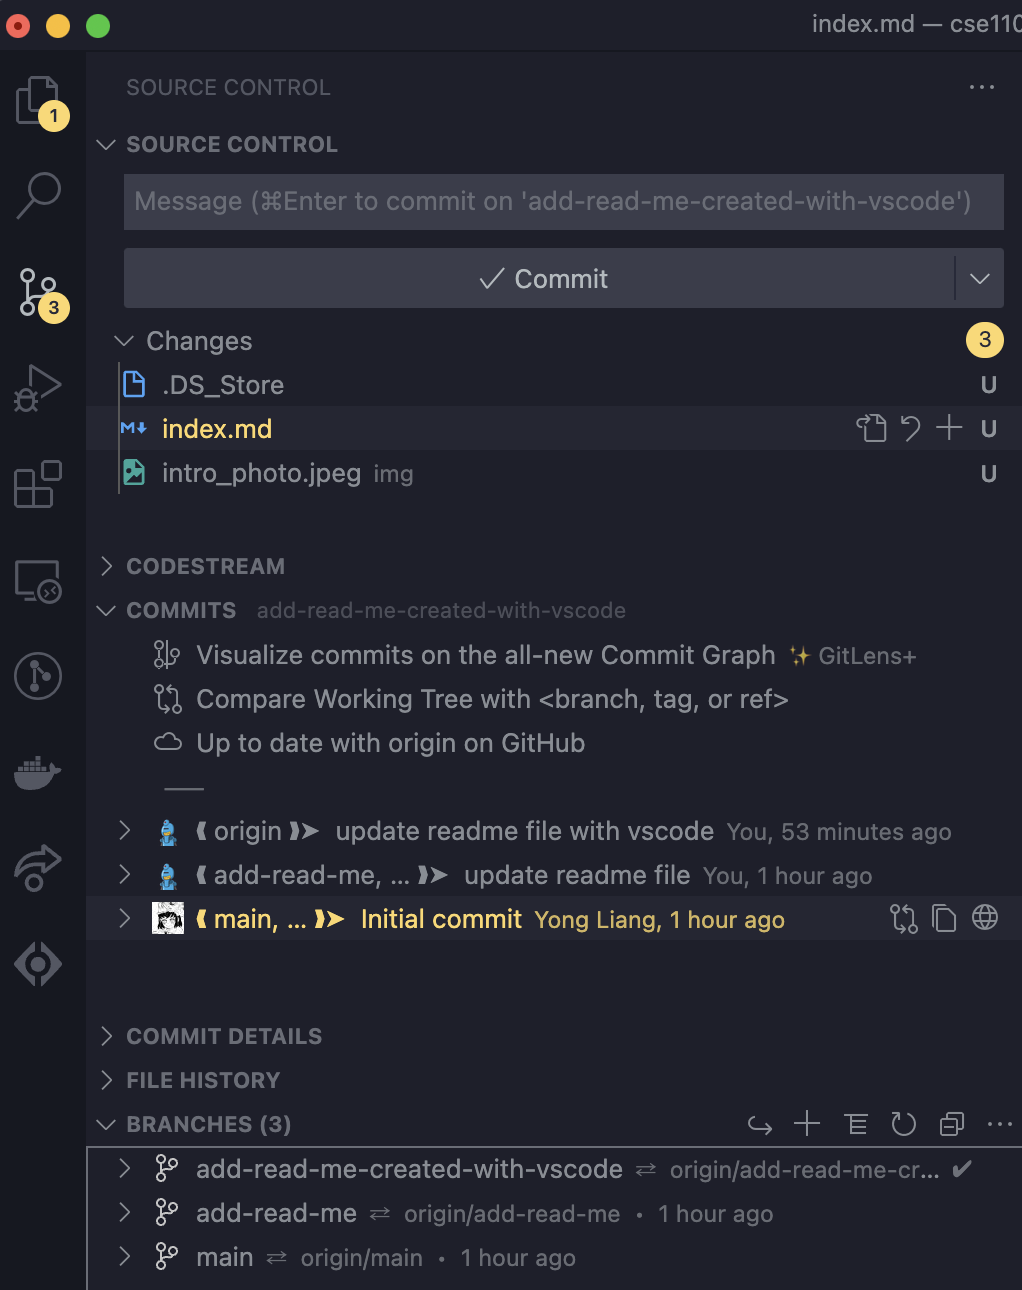 index.md — cse110
SOURCE CONTROL
SOURCE CONTROL
Message (⌘Enter to commit on 'add-read-me-created-with-vscode')
Commit
Changes 3
.DS_Store U
index.md U
intro_photo.jpeg img U
CODESTREAM
COMMITS add-read-me-created-with-vscode
Visualize commits on the all-new Commit Graph ✨ GitLens+
Compare Working Tree with <branch, tag, or ref>
Up to date with origin on GitHub
origin update readme file with vscode You, 53 minutes ago
add-read-me, ... update readme file You, 1 hour ago
main, ... Initial commit Yong Liang, 1 hour ago
COMMIT DETAILS
FILE HISTORY
BRANCHES (3)
add-read-me-created-with-vscode ⇄ origin/add-read-me-cr... ✔
add-read-me ⇄ origin/add-read-me • 1 hour ago
main ⇄ origin/main • 1 hour ago
1
3